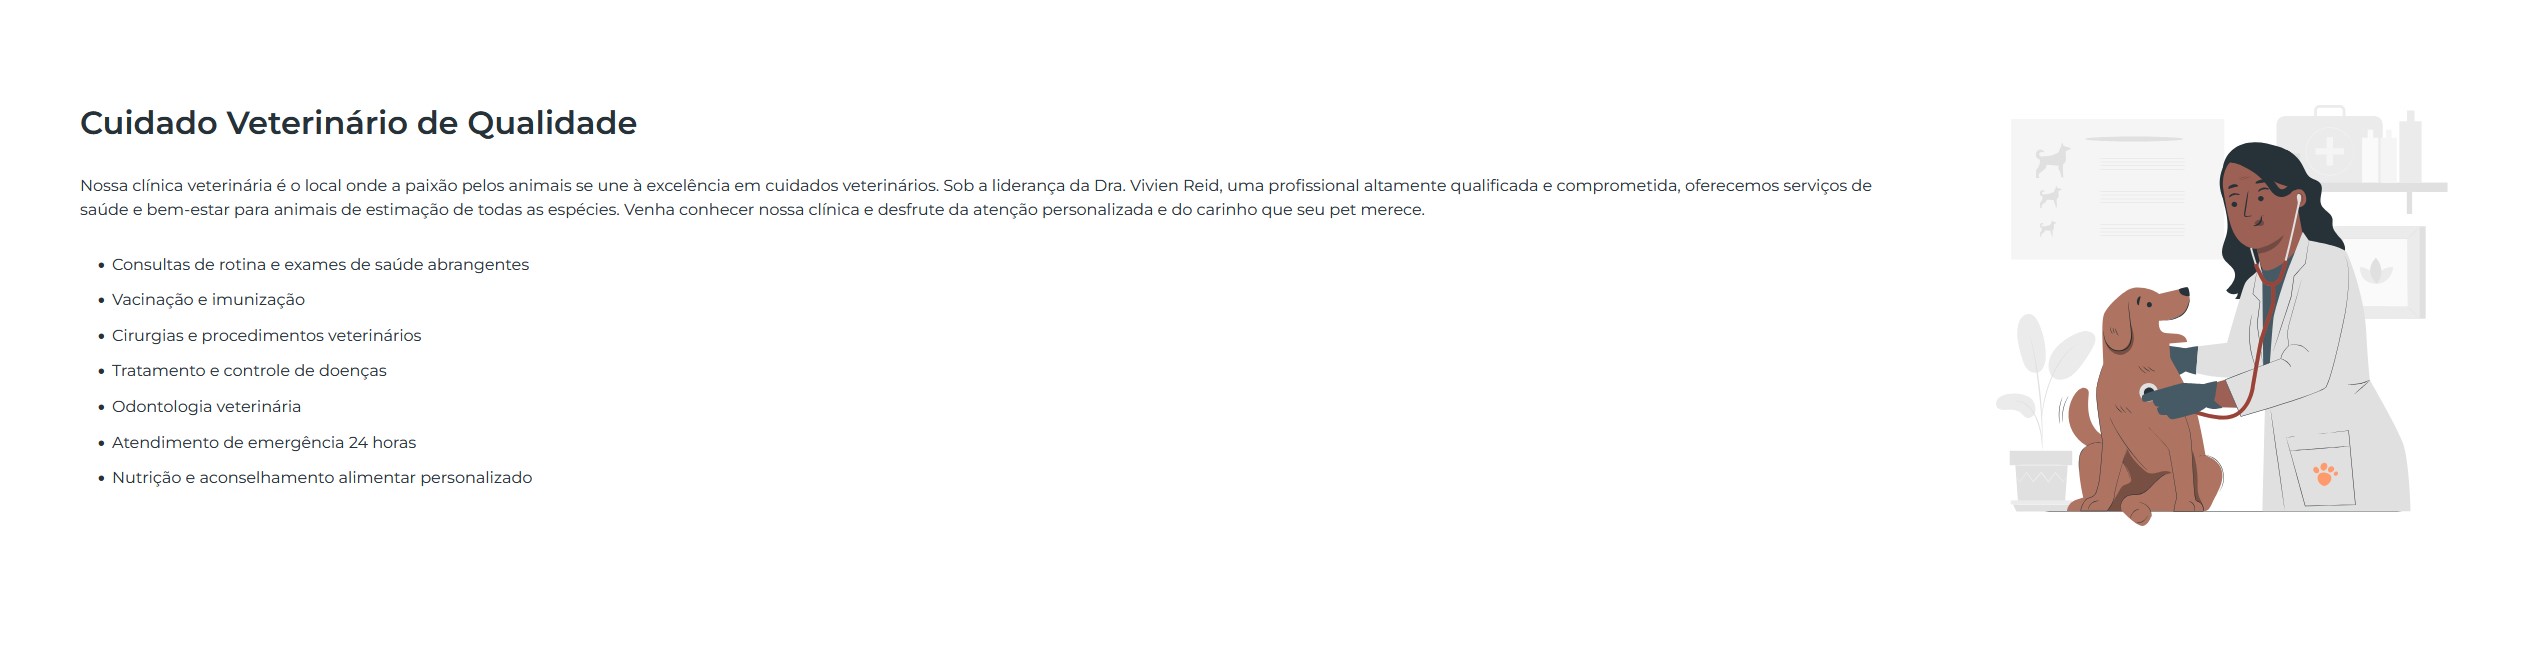 Cuidado Veterinário de Qualidade
Nossa clínica veterinária é o local onde a paixão pelos animais se une à excelência em cuidados veterinários. Sob a liderança da Dra. Vivien Reid, uma profissional altamente qualificada e comprometida, oferecemos serviços de
saúde e bem-estar para animais de estimação de todas as espécies. Venha conhecer nossa clínica e desfrute da atenção personalizada e do carinho que seu pet merece.
• Consultas de rotina e exames de saúde abrangentes
• Vacinação e imunização
• Cirurgias e procedimentos veterinários
• Tratamento e controle de doenças
• Odontologia veterinária
• Atendimento de emergência 24 horas
• Nutrição e aconselhamento alimentar personalizado